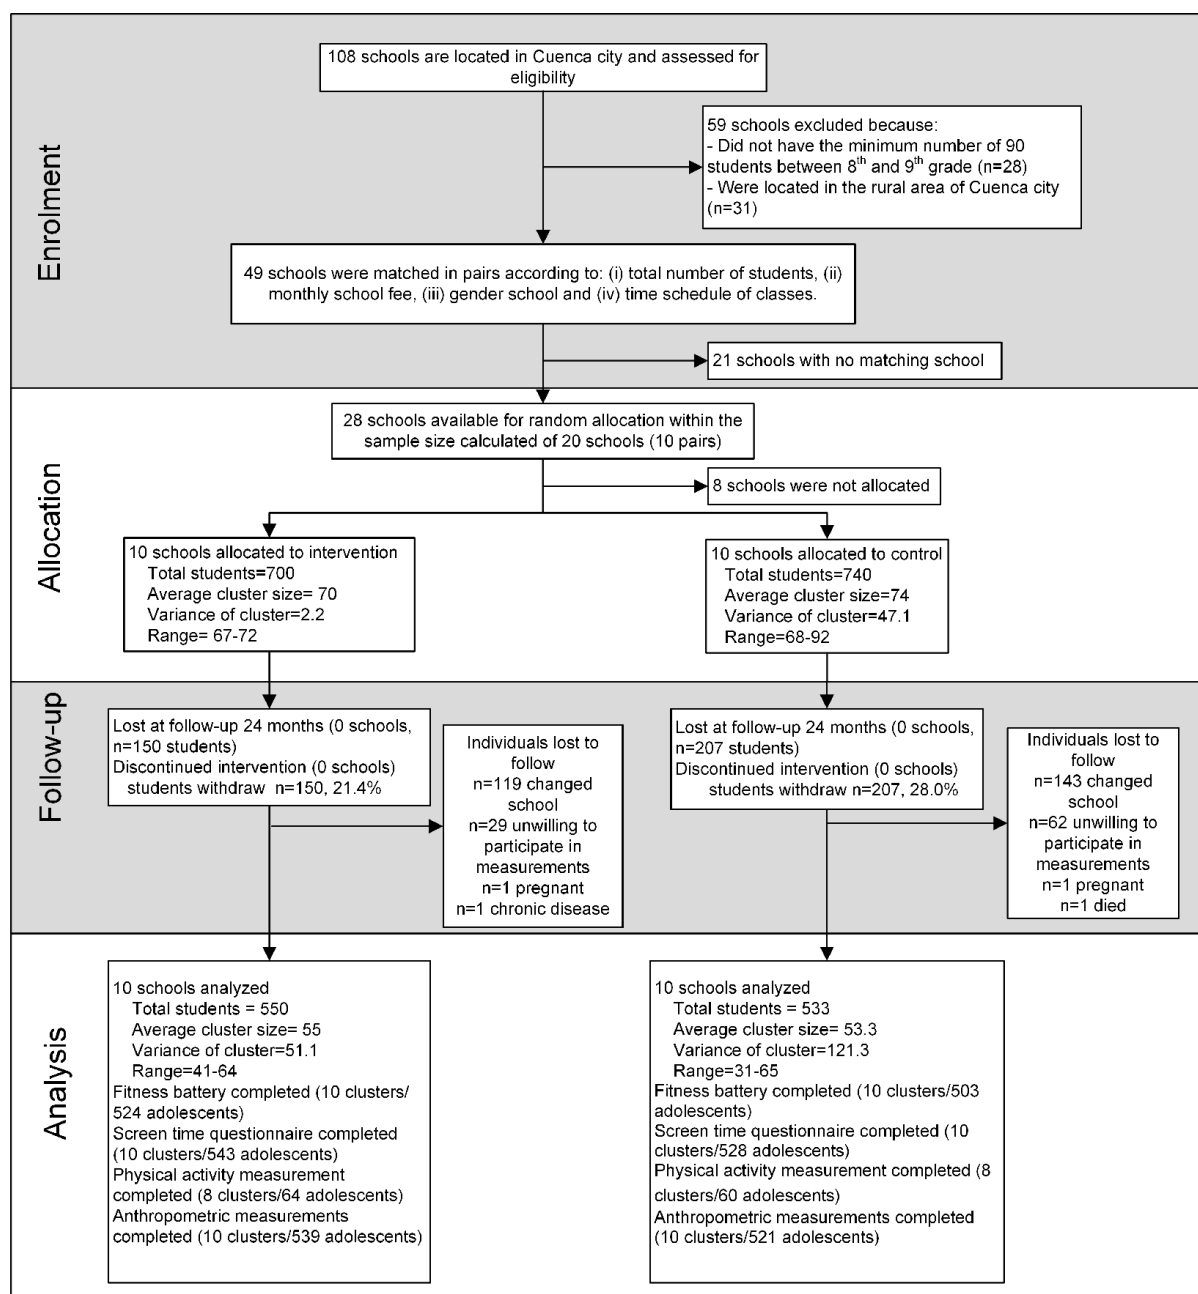 Enrolment
108 schools are located in Cuenca city and assessed for
eligibility
59 schools excluded because:
- Did not have the minimum number of 90
students between 8th and 9th grade (n=28)
- Were located in the rural area of Cuenca city
(n=31)
49 schools were matched in pairs according to: (i) total number of students, (ii)
monthly school fee, (iii) gender school and (iv) time schedule of classes.
21 schools with no matching school
Allocation
28 schools available for random allocation within the
sample size calculated of 20 schools (10 pairs)
8 schools were not allocated
10 schools allocated to intervention
Total students=700
Average cluster size= 70
Variance of cluster=2.2
Range= 67-72
10 schools allocated to control
Total students=740
Average cluster size=74
Variance of cluster=47.1
Range=68-92
Follow-up
Lost at follow-up 24 months (0 schools,
n=150 students)
Discontinued intervention (0 schools)
students withdraw n=150, 21.4%
Individuals lost to
follow
n=119 changed
school
n=29 unwilling to
participate in
measurements
n=1 pregnant
n=1 chronic disease
Lost at follow-up 24 months (0 schools,
n=207 students)
Discontinued intervention (0 schools)
students withdraw n=207, 28.0%
Individuals lost to
follow
n=143 changed
school
n=62 unwilling to
participate in
measurements
n=1 pregnant
n=1 died
Analysis
10 schools analyzed
Total students = 550
Average cluster size= 55
Variance of cluster=51.1
Range=41-64
Fitness battery completed (10 clusters/
524 adolescents)
Screen time questionnaire completed
(10 clusters/543 adolescents)
Physical activity measurement
completed (8 clusters/64 adolescents)
Anthropometric measurements
completed (10 clusters/539 adolescents)
10 schools analyzed
Total students = 533
Average cluster size= 53.3
Variance of cluster=121.3
Range=31-65
Fitness battery completed (10 clusters/503
adolescents)
Screen time questionnaire completed (10
clusters/528 adolescents)
Physical activity measurement completed (8
clusters/60 adolescents)
Anthropometric measurements completed
(10 clusters/521 adolescents)